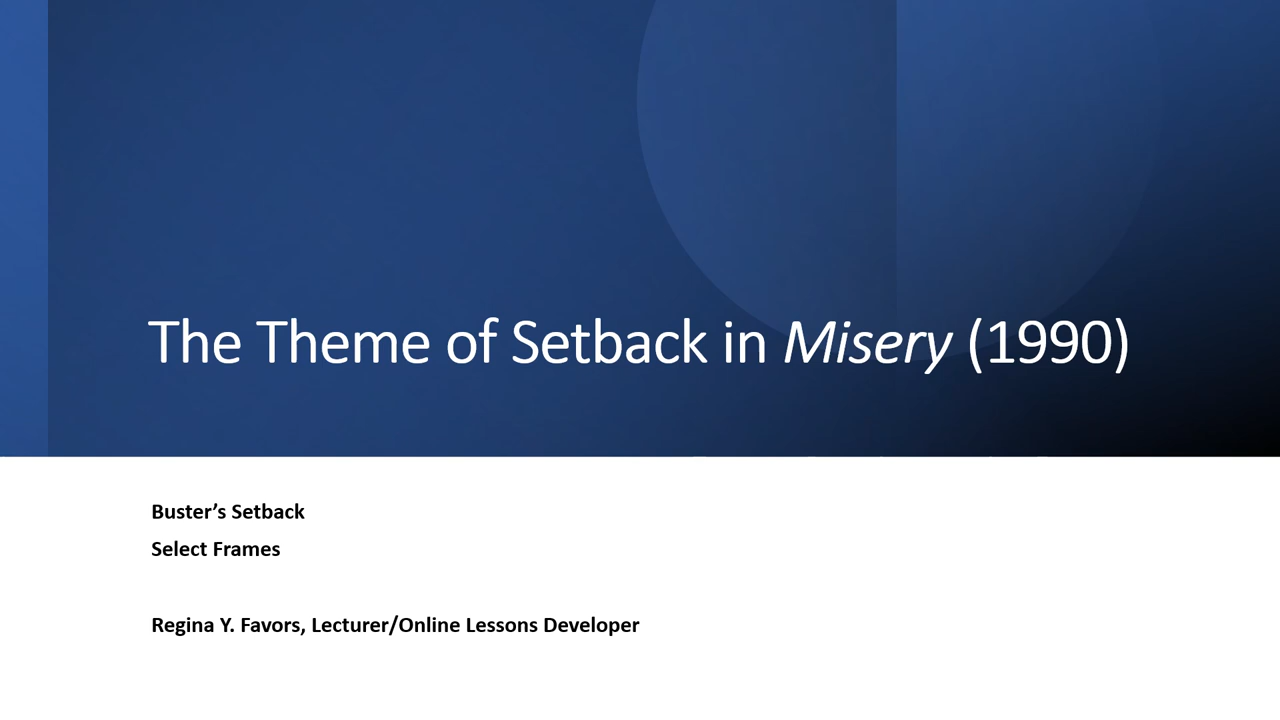 The Theme of Setback in Misery (1990)
Buster’s Setback
Select Frames
Regina Y. Favors, Lecturer/Online Lessons Developer